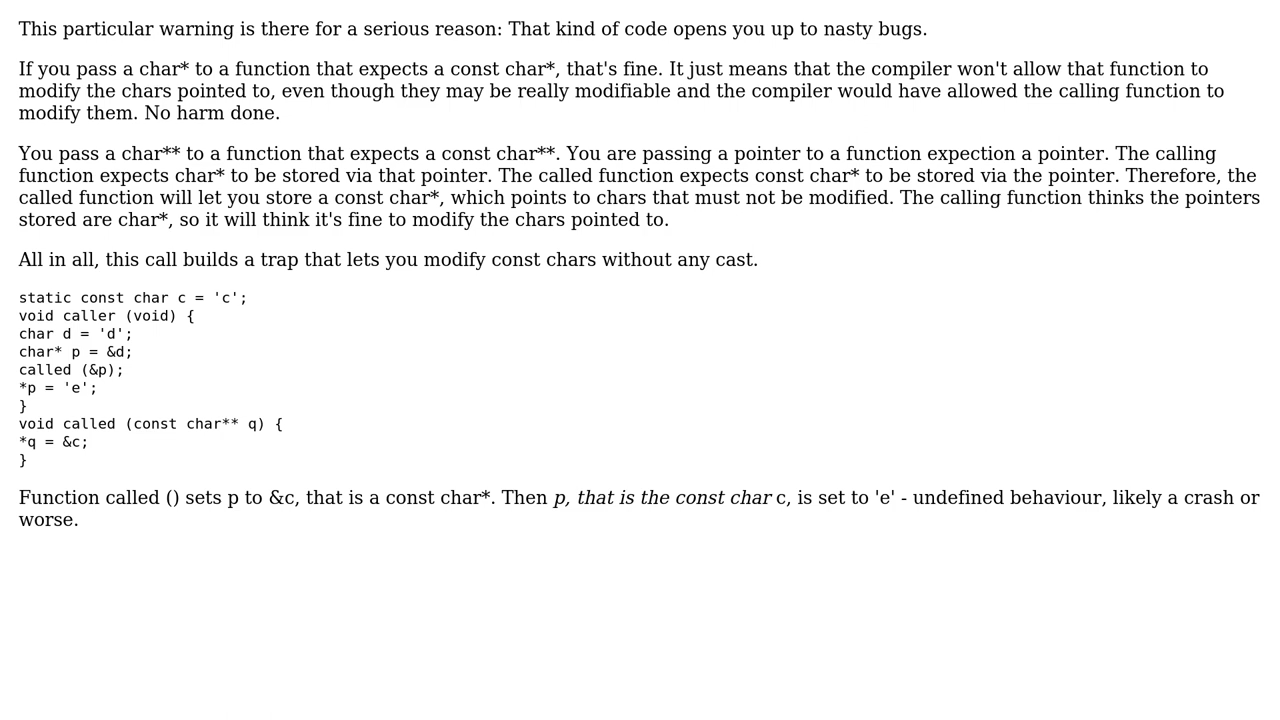 This particular warning is there for a serious reason: That kind of code opens you up to nasty bugs.
If you pass a char* to a function that expects a const char*, that's fine. It just means that the compiler won't allow that function to
modify the chars pointed to, even though they may be really modifiable and the compiler would have allowed the calling function to
modify them. No harm done.
You pass a char** to a function that expects a const char**. You are passing a pointer to a function expection a pointer. The calling
function expects char* to be stored via that pointer. The called function expects const char* to be stored via the pointer. Therefore, the
called function will let you store a const char*, which points to chars that must not be modified. The calling function thinks the pointers
stored are char*, so it will think it's fine to modify the chars pointed to.
All in all, this call builds a trap that lets you modify const chars without any cast.
static const char c = 'c';
void caller (void) {
char d = 'd';
char* p = &d;
called (&p);
*p = 'e';
}
void called (const char** q) {
*q = &c;
}
Function called () sets p to &c, that is a const char*. Then p, that is the const char c, is set to 'e' - undefined behaviour, likely a crash or
worse.